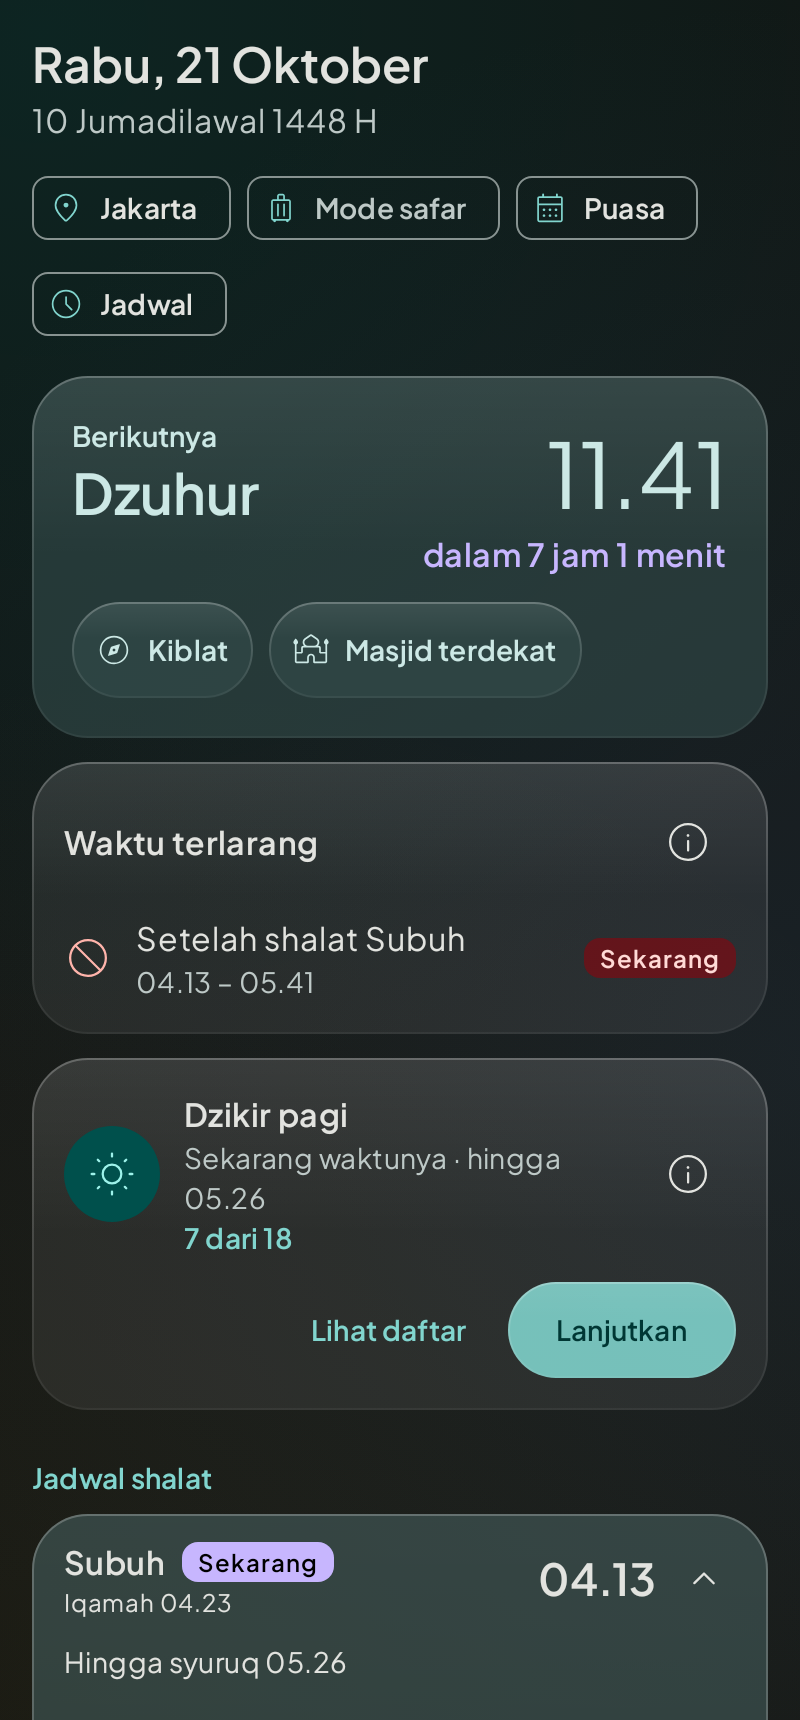 Rabu, 21 Oktober
10 Jumadilawal 1448 H
Jakarta
Mode safar
Puasa
Jadwal
Berikutnya
Dzuhur
11.41
dalam 7 jam 1 menit
Kiblat
Masjid terdekat
Waktu terlarang
Setelah shalat Subuh
04.13 – 05.41
Sekarang
Dzikir pagi
Sekarang waktunya · hingga
05.26
7 dari 18
Lihat daftar
Lanjutkan
Jadwal shalat
Subuh
Sekarang
04.13
Iqamah 04.23
Hingga syuruq 05.26